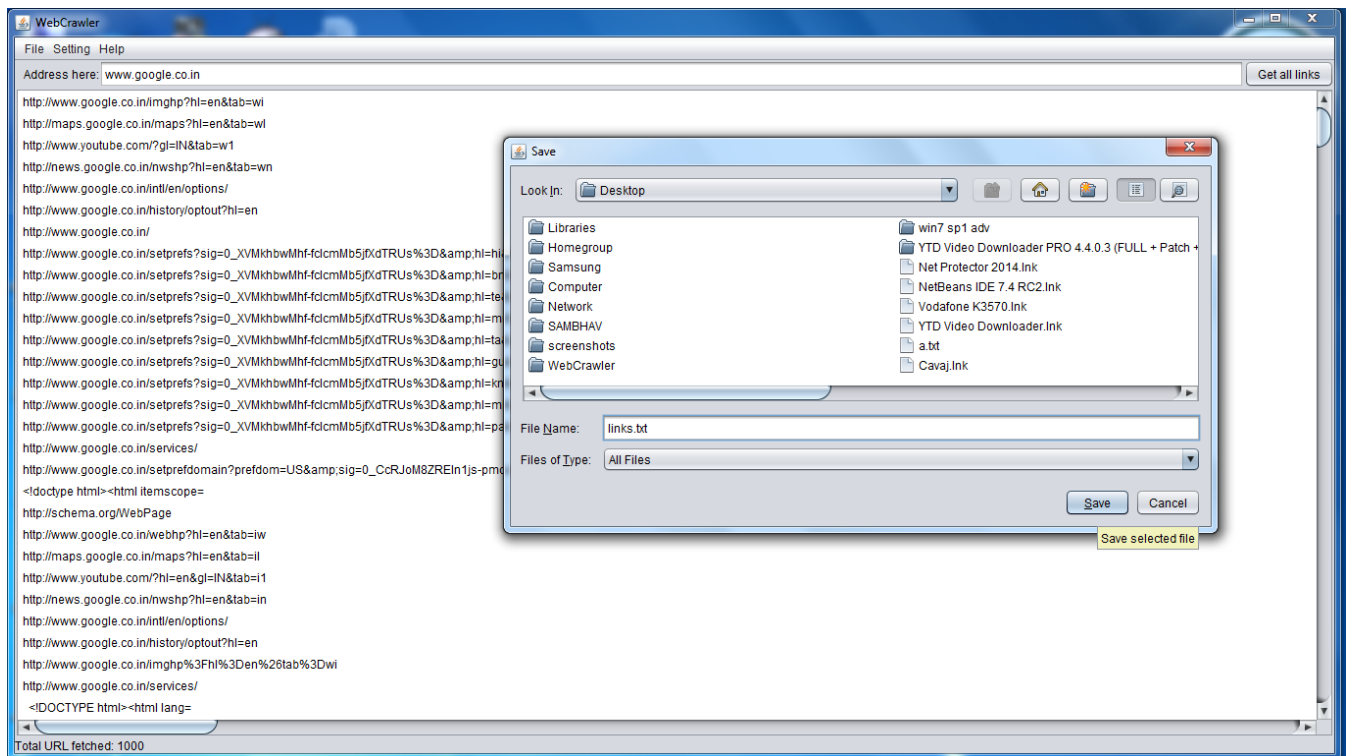 WebCrawler
File Setting Help
Address here: www.google.co.in Get all links
http://www.google.co.in/imghp?hl=en&tab=wi
http://maps.google.co.in/maps?hl=en&tab=wl
http://www.youtube.com/?gl=IN&tab=w1
http://news.google.co.in/nwshp?hl=en&tab=wn
http://www.google.co.in/intl/en/options/
http://www.google.co.in/history/optout?hl=en
http://www.google.co.in/
http://www.google.co.in/setprefs?sig=0_XVMkhbwMhf-fcIcmMb5jfXdTRUs%3D&amp;hl=hi
http://www.google.co.in/setprefs?sig=0_XVMkhbwMhf-fcIcmMb5jfXdTRUs%3D&amp;hl=bn
http://www.google.co.in/setprefs?sig=0_XVMkhbwMhf-fcIcmMb5jfXdTRUs%3D&amp;hl=te
http://www.google.co.in/setprefs?sig=0_XVMkhbwMhf-fcIcmMb5jfXdTRUs%3D&amp;hl=m
http://www.google.co.in/setprefs?sig=0_XVMkhbwMhf-fcIcmMb5jfXdTRUs%3D&amp;hl=ta
http://www.google.co.in/setprefs?sig=0_XVMkhbwMhf-fcIcmMb5jfXdTRUs%3D&amp;hl=gu
http://www.google.co.in/setprefs?sig=0_XVMkhbwMhf-fcIcmMb5jfXdTRUs%3D&amp;hl=kn
http://www.google.co.in/setprefs?sig=0_XVMkhbwMhf-fcIcmMb5jfXdTRUs%3D&amp;hl=m
http://www.google.co.in/setprefs?sig=0_XVMkhbwMhf-fcIcmMb5jfXdTRUs%3D&amp;hl=pa
http://www.google.co.in/services/
http://www.google.co.in/setprefdomain?prefdom=US&amp;sig=0_CcRJoM8ZREIn1js-pmo
<!doctype html><html itemscope=
http://schema.org/WebPage
http://www.google.co.in/webhp?hl=en&tab=iw
http://maps.google.co.in/maps?hl=en&tab=il
http://www.youtube.com/?hl=en&gl=IN&tab=i1
http://news.google.co.in/nwshp?hl=en&tab=in
http://www.google.co.in/intl/en/options/
http://www.google.co.in/history/optout?hl=en
http://www.google.co.in/imghp%3Fhl%3Den%26tab%3Dwi
http://www.google.co.in/services/
<!DOCTYPE html><html lang=
Total URL fetched: 1000
Save
Look In: Desktop
Libraries
Homegroup
Samsung
Computer
Network
SAMBHAV
screenshots
WebCrawler
win7 sp1 adv
YTD Video Downloader PRO 4.4.0.3 (FULL + Patch +
Net Protector 2014.lnk
NetBeans IDE 7.4 RC2.lnk
Vodafone K3570.lnk
YTD Video Downloader.lnk
a.txt
Cavaj.lnk
File Name: links.txt
Files of Type: All Files
Save Cancel
Save selected file